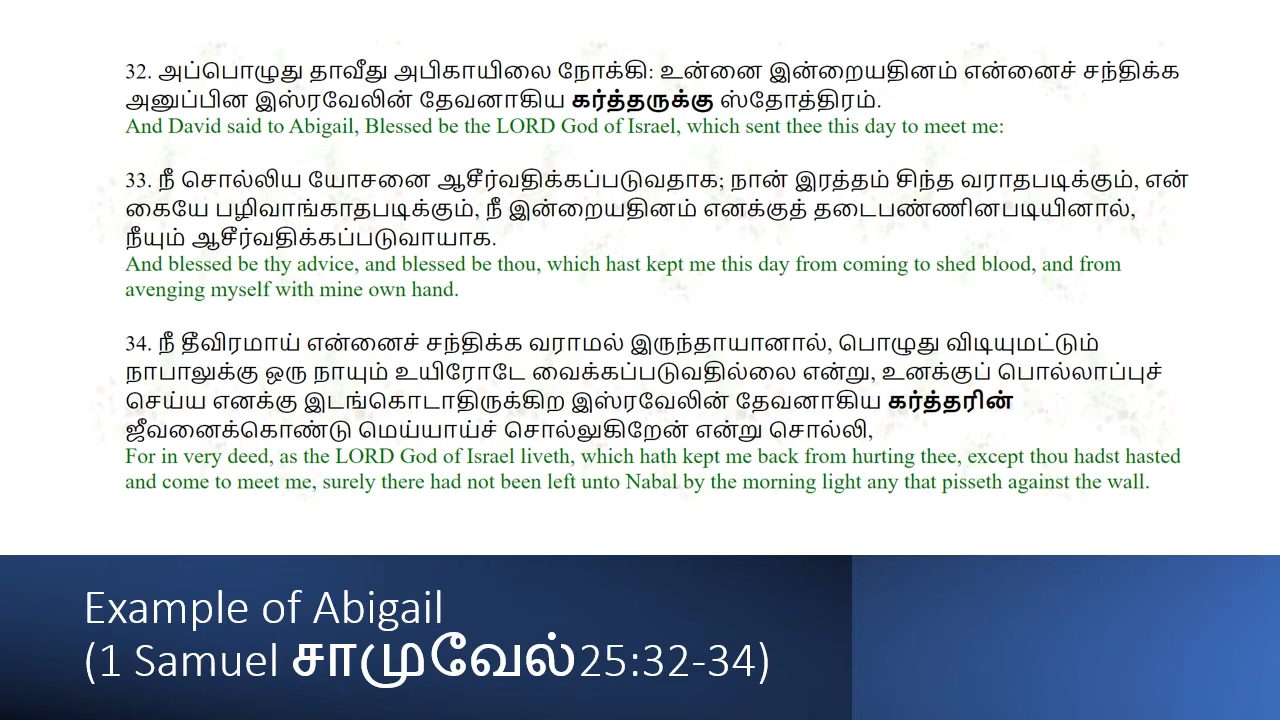 32. அப்பொழுது தாவீது அபிகாயிலை நோக்கி: உன்னை இன்றையதினம் என்னைச் சந்திக்க
அனுப்பின இஸ்ரவேலின் தேவனாகிய கர்த்தருக்கு ஸ்தோத்திரம்.
And David said to Abigail, Blessed be the LORD God of Israel, which sent thee this day to meet me:
33. நீ சொல்லிய யோசனை ஆசீர்வதிக்கப்படுவதாக; நான் இரத்தம் சிந்த வராதபடிக்கும், என்
கையே பழிவாங்காதபடிக்கும், நீ இன்றையதினம் எனக்குத் தடைபண்ணினபடியினால்,
நீயும் ஆசீர்வதிக்கப்படுவாயாக.
And blessed be thy advice, and blessed be thou, which hast kept me this day from coming to shed blood, and from
avenging myself with mine own hand.
34. நீ தீவிரமாய் என்னைச் சந்திக்க வராமல் இருந்தாயானால், பொழுது விடியுமட்டும்
நாபாலுக்கு ஒரு நாயும் உயிரோடே வைக்கப்படுவதில்லை என்று, உனக்குப் பொல்லாப்புச்
செய்ய எனக்கு இடங்கொடாதிருக்கிற இஸ்ரவேலின் தேவனாகிய கர்த்தரின்
ஜீவனைக்கொண்டு மெய்யாய்ச் சொல்லுகிறேன் என்று சொல்லி,
For in very deed, as the LORD God of Israel liveth, which hath kept me back from hurting thee, except thou hadst hasted
and come to meet me, surely there had not been left unto Nabal by the morning light any that pisseth against the wall.
Example of Abigail
(1 Samuel சாமுவேல்25:32-34)